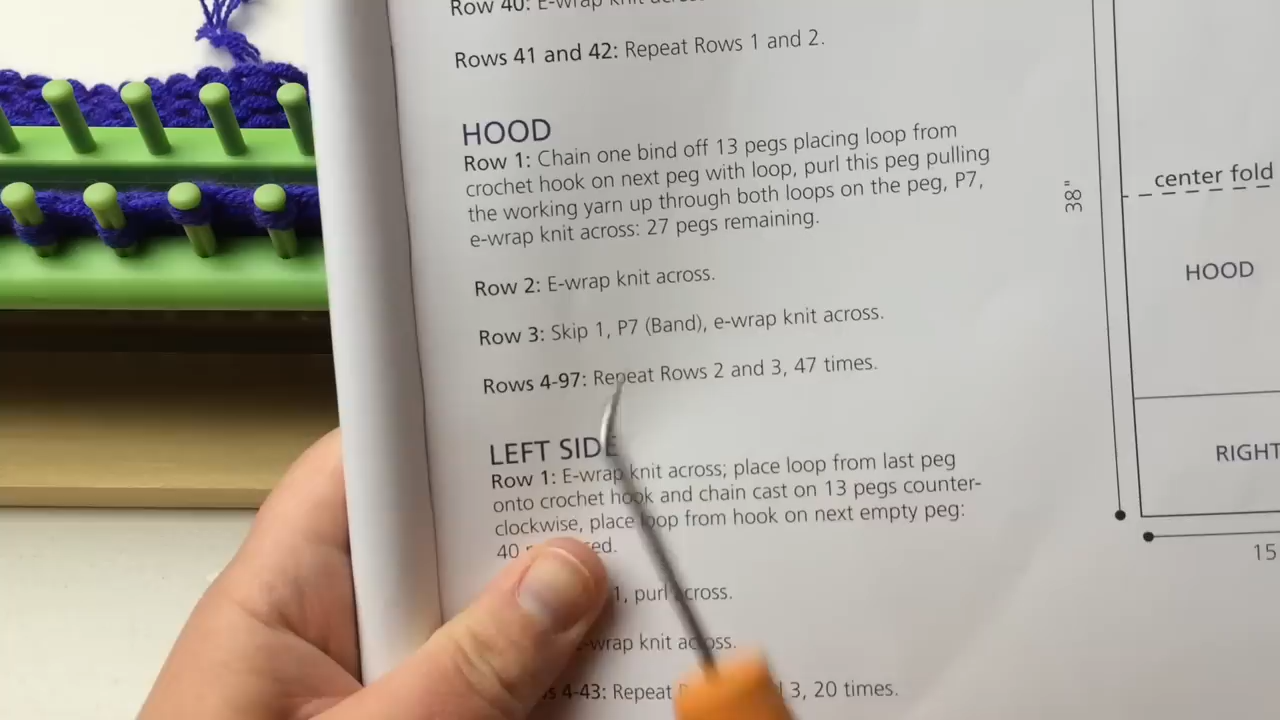 Row 40: E-wrap knit across
Rows 41 and 42: Repeat Rows 1 and 2.
HOOD
Row 1: Chain one bind off 13 pegs placing loop from
crochet hook on next peg with loop, purl this peg pulling
the working yarn up through both loops on the peg, P7,
e-wrap knit across: 27 pegs remaining.
Row 2: E-wrap knit across.
Row 3: Skip 1, P7 (Band), e-wrap knit across.
Rows 4-97: Repeat Rows 2 and 3, 47 times.
LEFT SIDE
Row 1: E-wrap knit across; place loop from last peg
onto crochet hook and chain cast on 13 pegs counter-
clockwise, place loop from hook on next empty peg:
40
1, purl across.
-wrap knit across.
4-43: Repeat 3, 20 times.
38"
center fold
HOOD
RIGHT
15